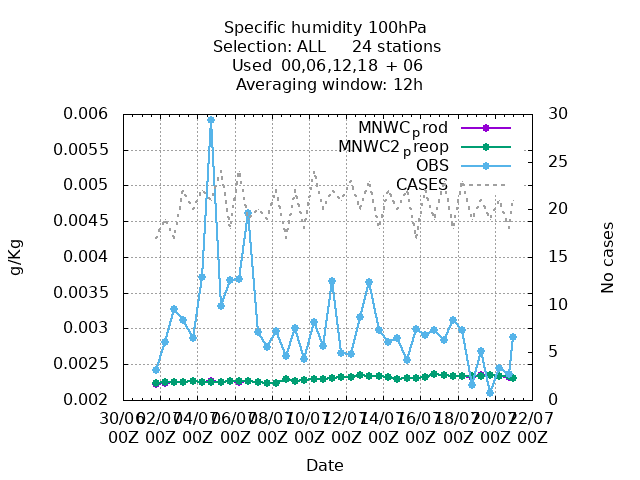 Specific humidity 100hPa
Selection: ALL 24 stations
Used 00,06,12,18 + 06
Averaging window: 12h
0.006
0.0055
0.005
0.0045
0.004
0.0035
0.003
0.0025
0.002
g/Kg
30
25
20
15
10
5
0
No cases
MNWCprod
MNWC2preop
OBS
CASES
30/06 02/07 04/07 06/07 08/07 10/07 12/07 14/07 16/07 18/07 20/07 22/07
00Z 00Z 00Z 00Z 00Z 00Z 00Z 00Z 00Z 00Z 00Z 00Z
Date